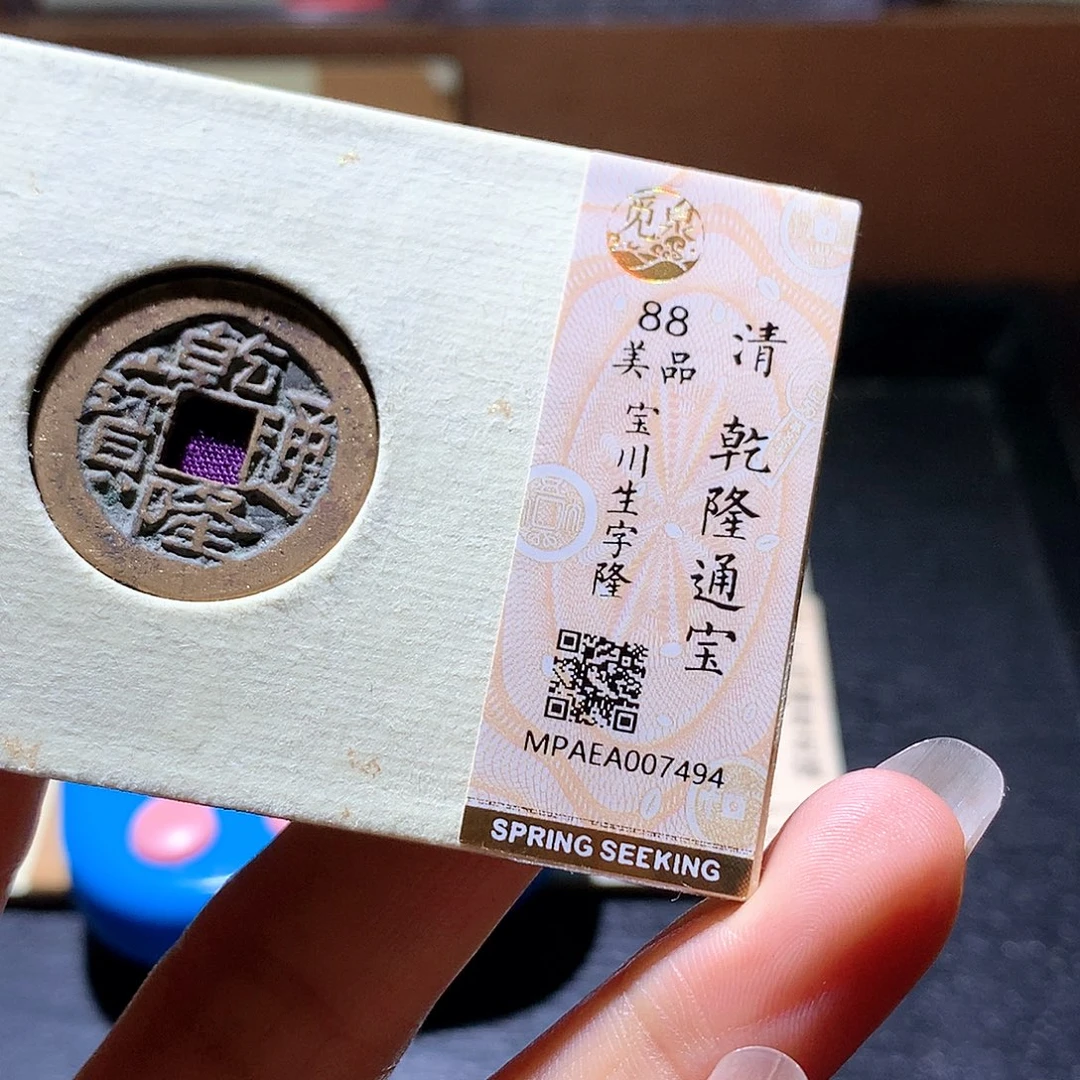 乾隆通寳
觅泉
88
美品
清 乾隆通宝
宝川生字隆
MPAEA007494
SPRING SEEKING